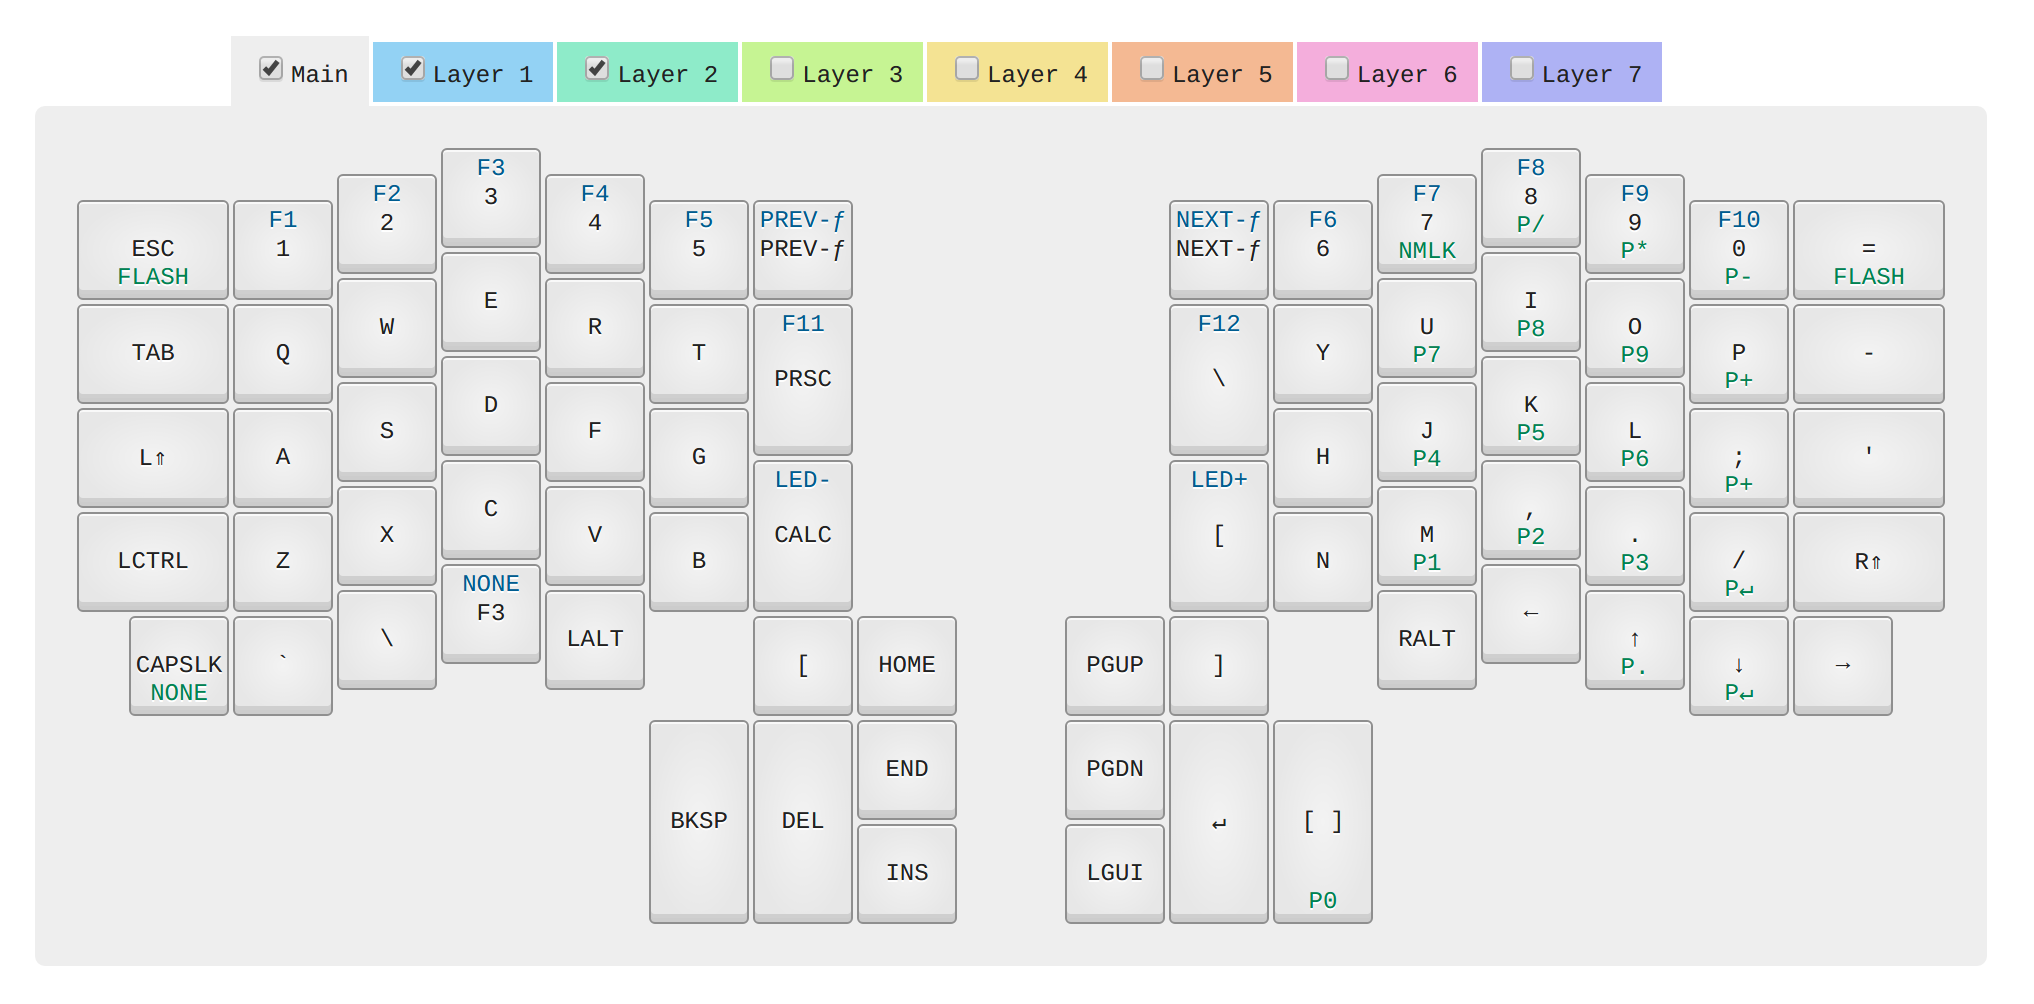 Main Layer 1 Layer 2 Layer 3 Layer 4 Layer 5 Layer 6 Layer 7
ESC
FLASH
F1
1
F2
2
F3
3
F4
4
F5
5
PREV-ƒ
PREV-ƒ
TAB
Q
W
E
R
T
F11
PRSC
L⇑
A
S
D
F
G
LCTRL
Z
X
C
V
B
LED-
CALC
CAPSLK
NONE
`
\
NONE
F3
LALT
[
HOME
BKSP
DEL
END
INS
NEXT-ƒ
NEXT-ƒ
F6
6
F7
7
NMLK
F8
8
P/
F9
9
P*
F10
0
P-
=
FLASH
F12
\
Y
U
P7
I
P8
O
P9
P
P+
-
H
J
P4
K
P5
L
P6
;
P+
'
LED+
[
N
M
P1
,
P2
.
P3
/
P↵
R⇑
PGUP
]
RALT
←
↑
P.
↓
P↵
→
PGDN
↵
[ ]
P0
LGUI